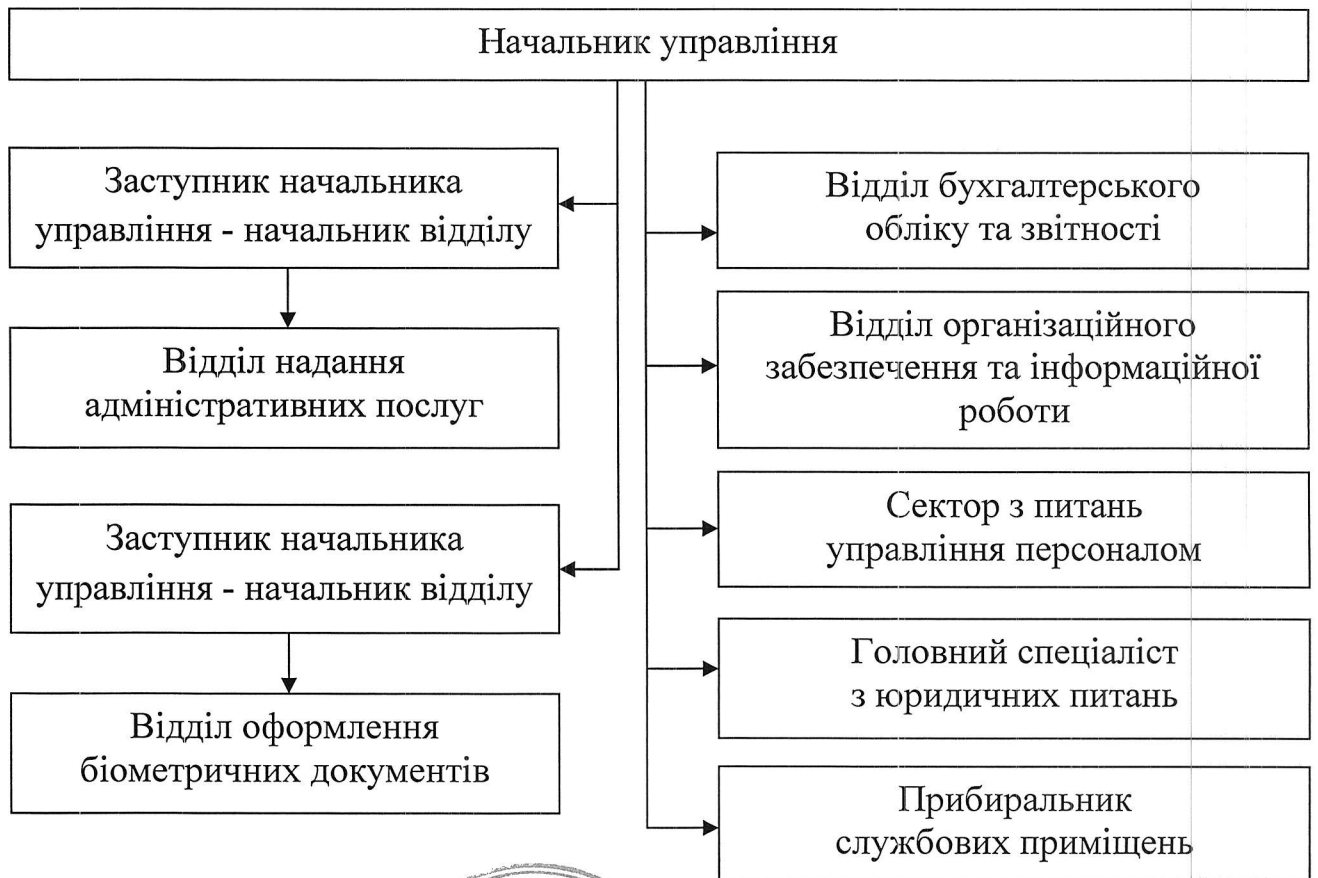 Начальник управління
Заступник начальника
управління - начальник відділу
Відділ надання
адміністративних послуг
Заступник начальника
управління - начальник відділу
Відділ оформлення
біометричних документів
Відділ бухгалтерського
обліку та звітності
Відділ організаційного
забезпечення та інформаційної
роботи
Сектор з питань
управління персоналом
Головний спеціаліст
з юридичних питань
Прибиральник
службових приміщень